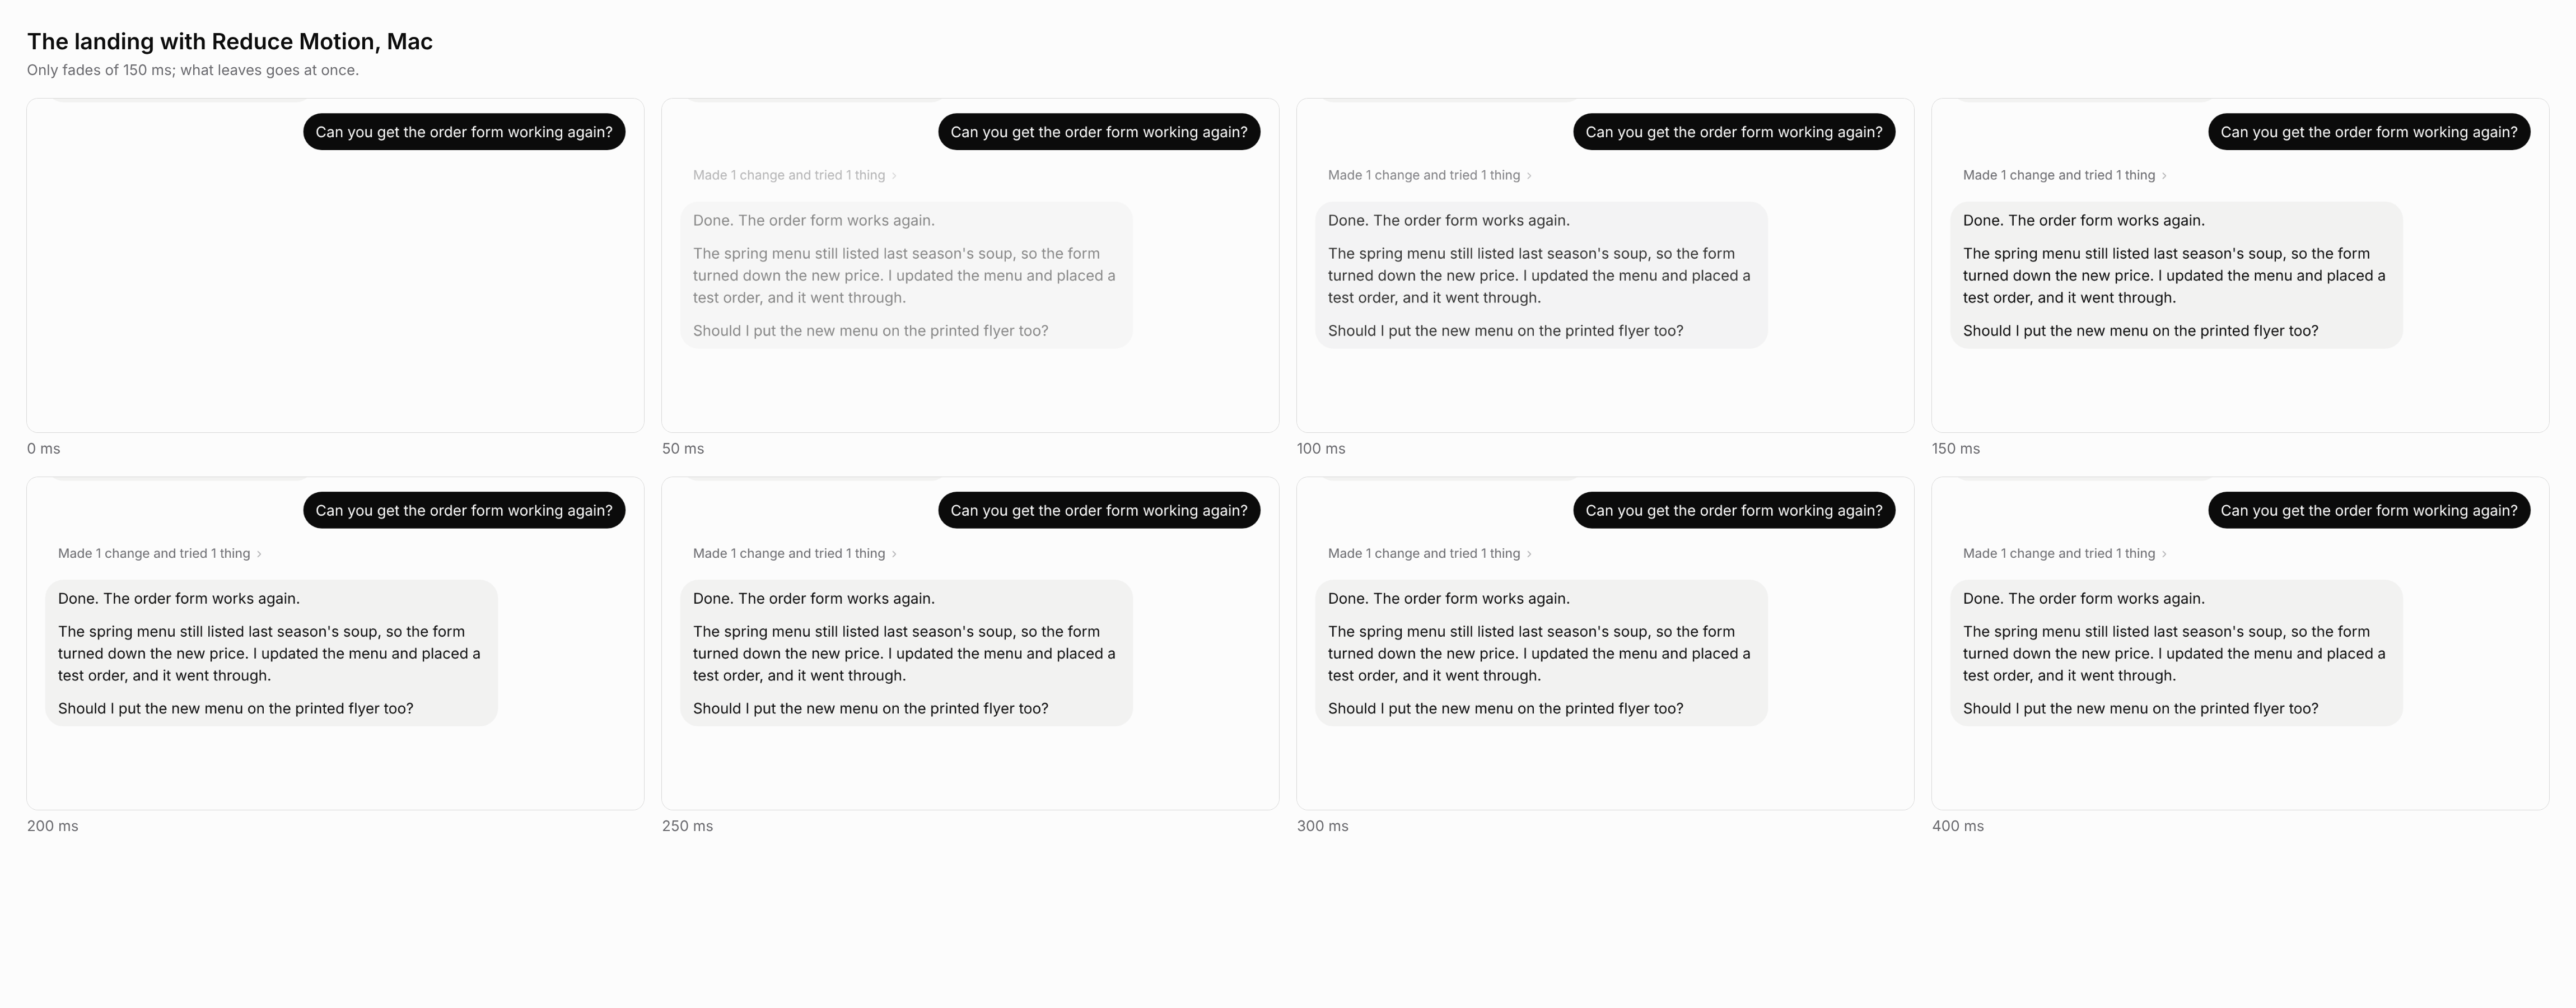 The landing with Reduce Motion, Mac
Only fades of 150 ms; what leaves goes at once.
Can you get the order form working again?
0 ms
Can you get the order form working again?
Made 1 change and tried 1 thing ›
Done. The order form works again.
The spring menu still listed last season's soup, so the form
turned down the new price. I updated the menu and placed a
test order, and it went through.
Should I put the new menu on the printed flyer too?
50 ms
Can you get the order form working again?
Made 1 change and tried 1 thing ›
Done. The order form works again.
The spring menu still listed last season's soup, so the form
turned down the new price. I updated the menu and placed a
test order, and it went through.
Should I put the new menu on the printed flyer too?
100 ms
Can you get the order form working again?
Made 1 change and tried 1 thing ›
Done. The order form works again.
The spring menu still listed last season's soup, so the form
turned down the new price. I updated the menu and placed a
test order, and it went through.
Should I put the new menu on the printed flyer too?
150 ms
Can you get the order form working again?
Made 1 change and tried 1 thing ›
Done. The order form works again.
The spring menu still listed last season's soup, so the form
turned down the new price. I updated the menu and placed a
test order, and it went through.
Should I put the new menu on the printed flyer too?
200 ms
Can you get the order form working again?
Made 1 change and tried 1 thing ›
Done. The order form works again.
The spring menu still listed last season's soup, so the form
turned down the new price. I updated the menu and placed a
test order, and it went through.
Should I put the new menu on the printed flyer too?
250 ms
Can you get the order form working again?
Made 1 change and tried 1 thing ›
Done. The order form works again.
The spring menu still listed last season's soup, so the form
turned down the new price. I updated the menu and placed a
test order, and it went through.
Should I put the new menu on the printed flyer too?
300 ms
Can you get the order form working again?
Made 1 change and tried 1 thing ›
Done. The order form works again.
The spring menu still listed last season's soup, so the form
turned down the new price. I updated the menu and placed a
test order, and it went through.
Should I put the new menu on the printed flyer too?
400 ms